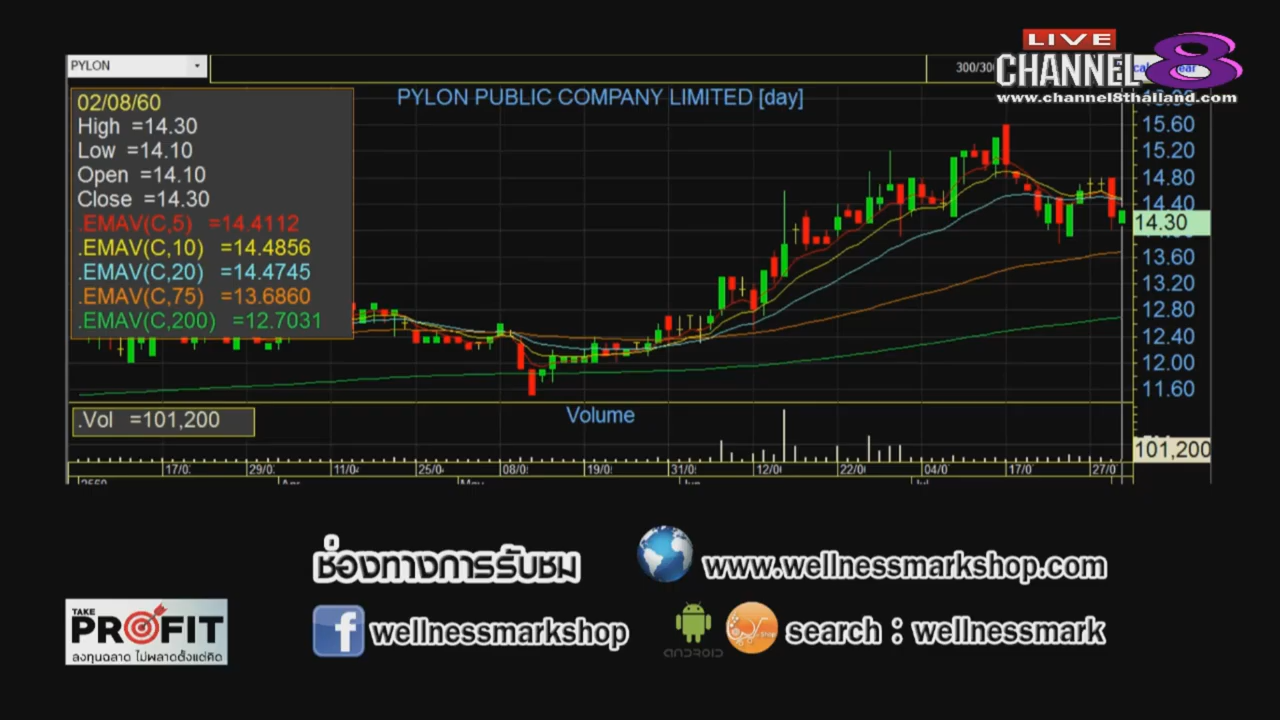 LIVE
CHANNEL 8
www.channel8thailand.com
PYLON
300/300
PYLON PUBLIC COMPANY LIMITED [day]
02/08/60
High =14.30
Low =14.10
Open =14.10
Close =14.30
.EMAV(C,5) =14.4112
.EMAV(C,10) =14.4856
.EMAV(C,20) =14.4745
.EMAV(C,75) =13.6860
.EMAV(C,200) =12.7031
15.60
15.20
14.80
14.40
14.30
13.60
13.20
12.80
12.40
12.00
11.60
.Vol =101,200
Volume
101,200
17/0 29/0 11/0 25/0 08/0 19/0 31/0 12/0 22/0 04/0 17/0 27/0
2560 Apr May Jun Jul
ช่องทางการรับชม
www.wellnessmarkshop.com
TAKE
PROFIT
ลงทุนฉลาด ไม่พลาดตั้งแต่คิด
wellnessmarkshop
android
search : wellnessmark